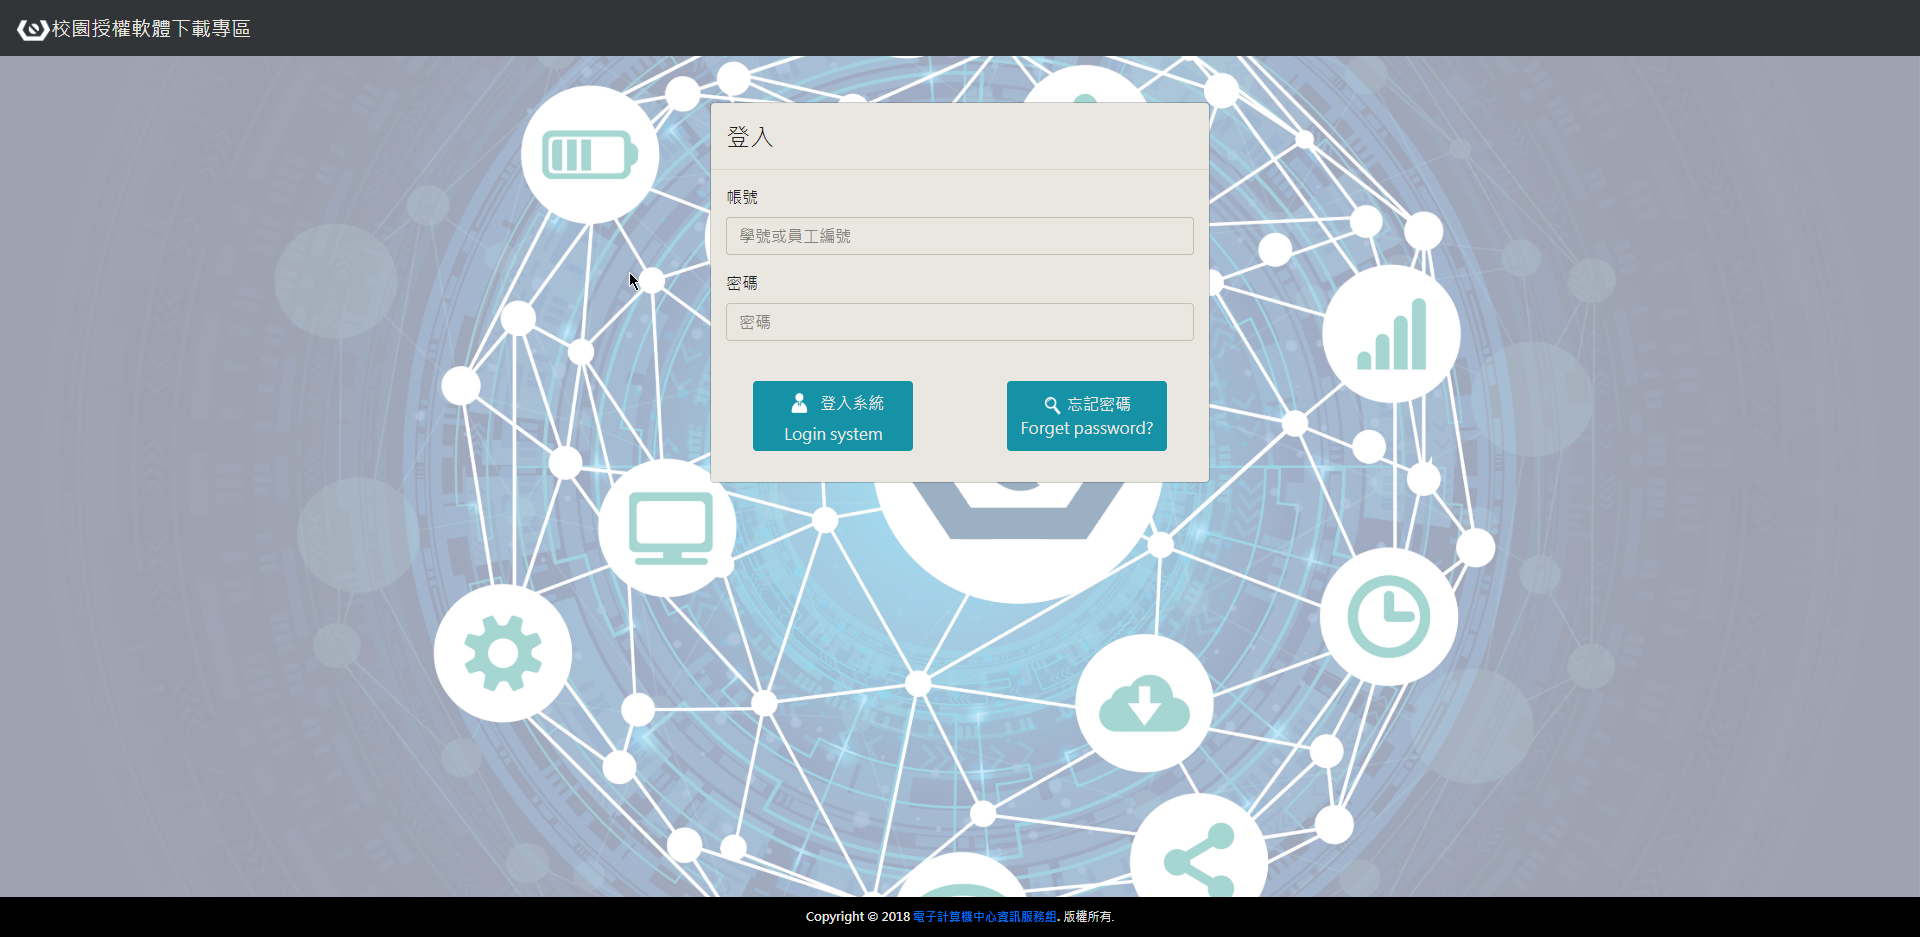 校園授權軟體下載專區
登入
帳號
學號或員工編號
密碼
密碼
登入系統
Login system
忘記密碼
Forget password?
Copyright © 2018 電子計算機中心資訊服務組. 版權所有.